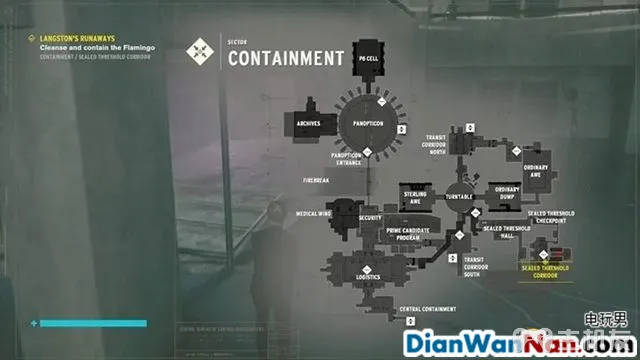 LANGSTON'S RUNAWAYS
Cleanse and contain the Flamingo
CONTAINMENT / SEALED THRESHOLD CORRIDOR
SECTOR
CONTAINMENT
P6 CELL
ARCHIVES
PANOPTICON
TRANSIT
CORRIDOR
NORTH
PANOPTICON
ENTRANCE
ORDINARY
AWE
FIREBREAK
STERLING
AWE
TURNTABLE
ORDINARY
DUMP
MEDICAL WING
SECURITY
PRIME CANDIDATE
PROGRAM
SEALED THRESHOLD
CHECKPOINT
SEALED THRESHOLD
HALL
LOGISTICS
TRANSIT
CORRIDOR
SOUTH
SEALED THRESHOLD
CORRIDOR
CENTRAL CONTAINMENT
电玩男
DianWanNan.com